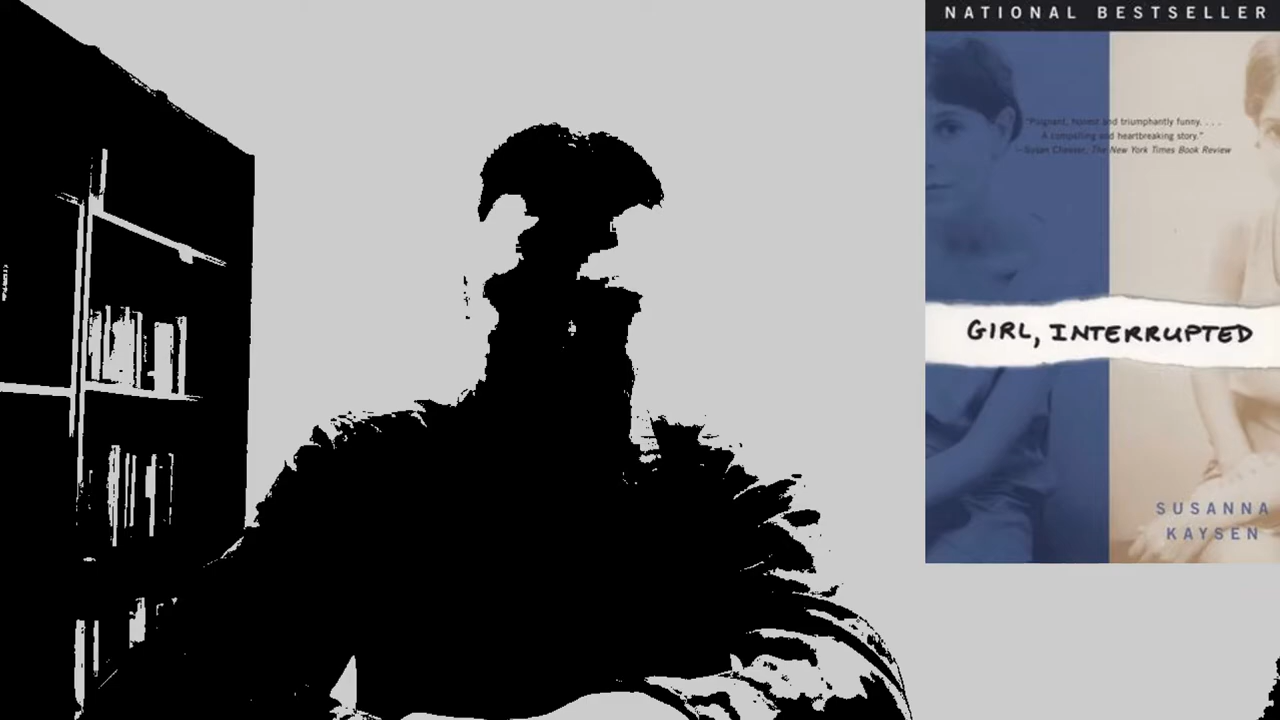 NATIONAL BESTSELLER
"Poignant, honest and triumphantly funny. . . .
A compelling and heartbreaking story."
—Susan Cheever, The New York Times Book Review
GIRL, INTERRUPTED
SUSANNA
KAYSEN